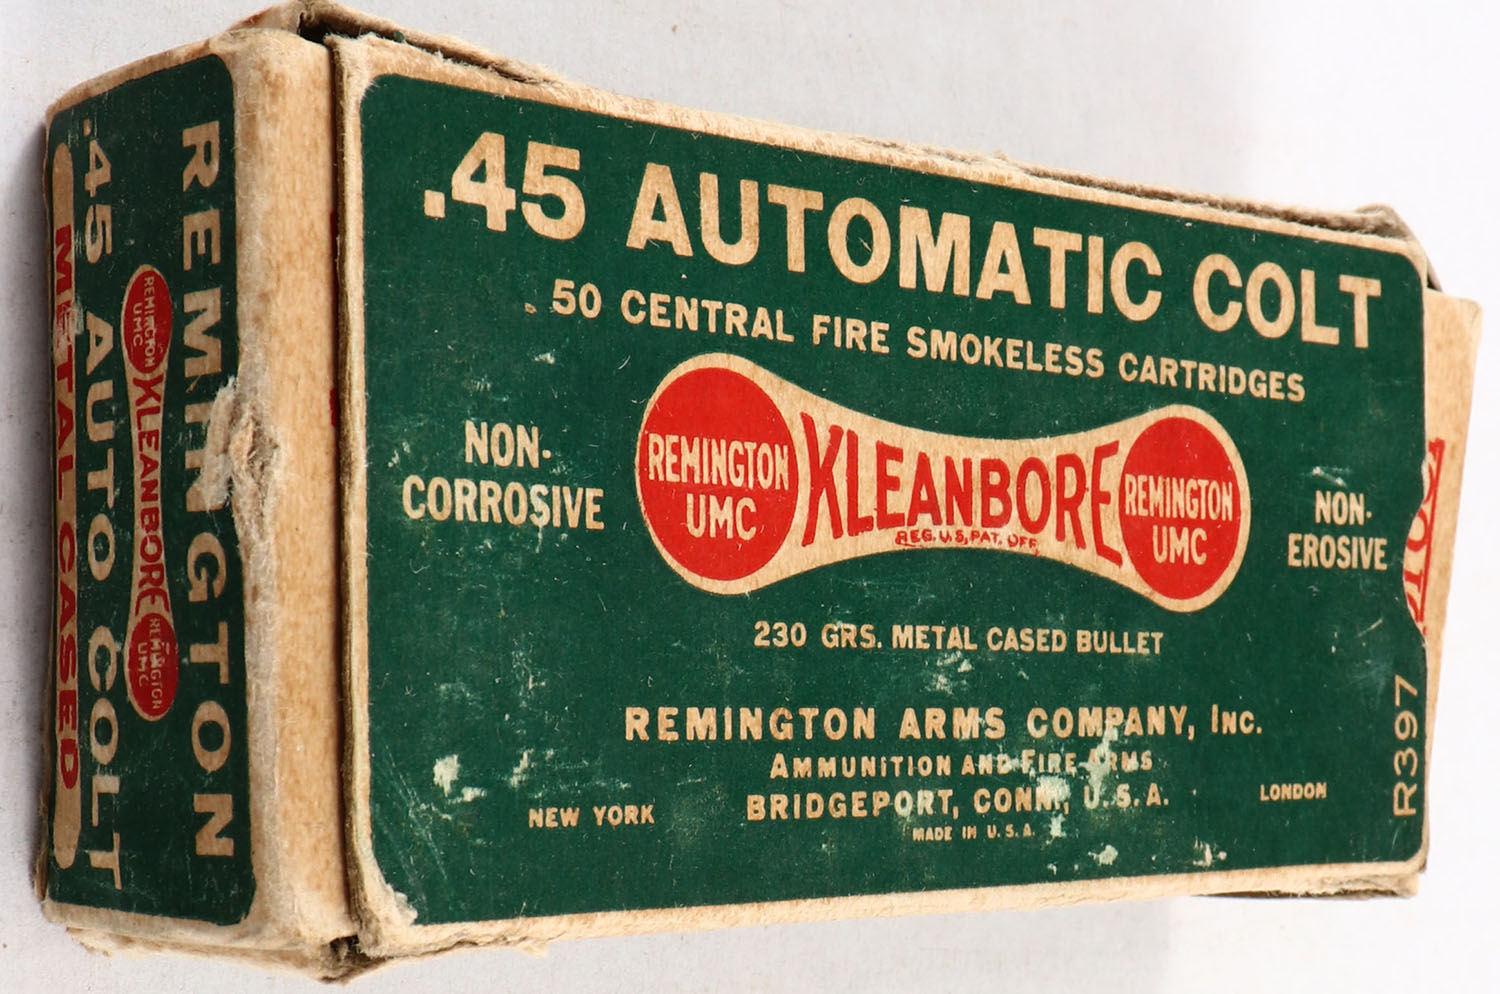 .45 AUTOMATIC COLT
50 CENTRAL FIRE SMOKELESS CARTRIDGES
NON-
CORROSIVE
REMINGTON
UMC
KLEANBORE
REG. U.S. PAT. OFF.
REMINGTON
UMC
NON-
EROSIVE
230 GRS. METAL CASED BULLET
REMINGTON ARMS COMPANY, INC.
AMMUNITION AND FIRE-ARMS
NEW YORK
BRIDGEPORT, CONN., U.S.A.
LONDON
MADE IN U.S.A.
R397
REMINGTON
REMINGTON
UMC
KLEANBORE
REMINGTON
UMC
.45 AUTO COLT
METAL CASED